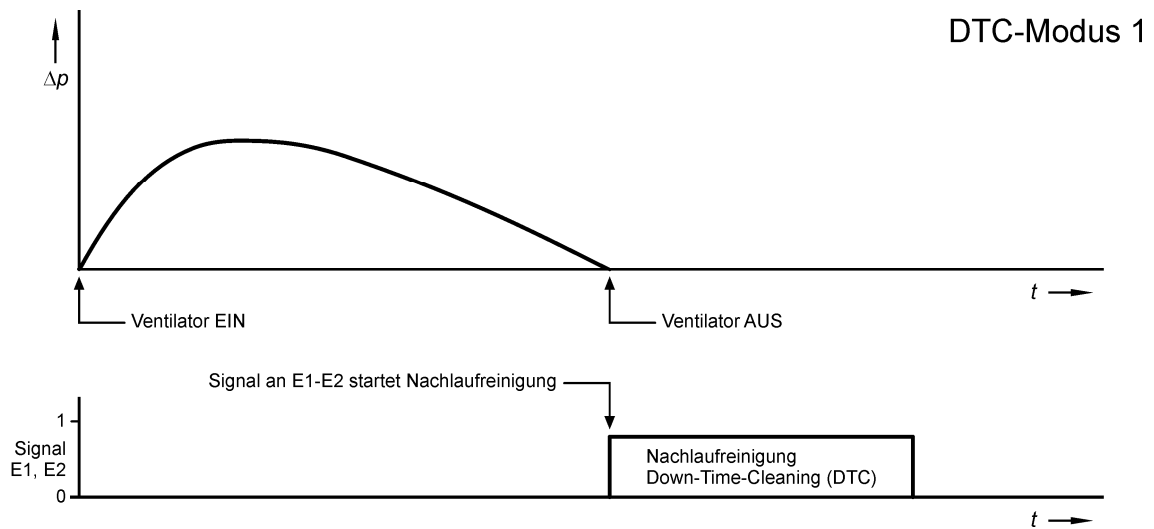 DTC-Modus 1
Δp
t
Ventilator EIN
Ventilator AUS
Signal an E1-E2 startet Nachlaufreinigung
1
Signal
E1, E2
0
Nachlaufreinigung
Down-Time-Cleaning (DTC)
t